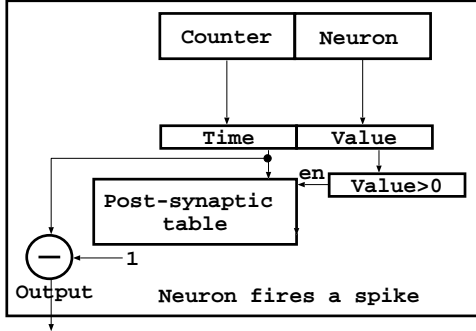 Counter Neuron
Time Value
en
Value>0
Post-synaptic
table
−
1
Output
Neuron fires a spike